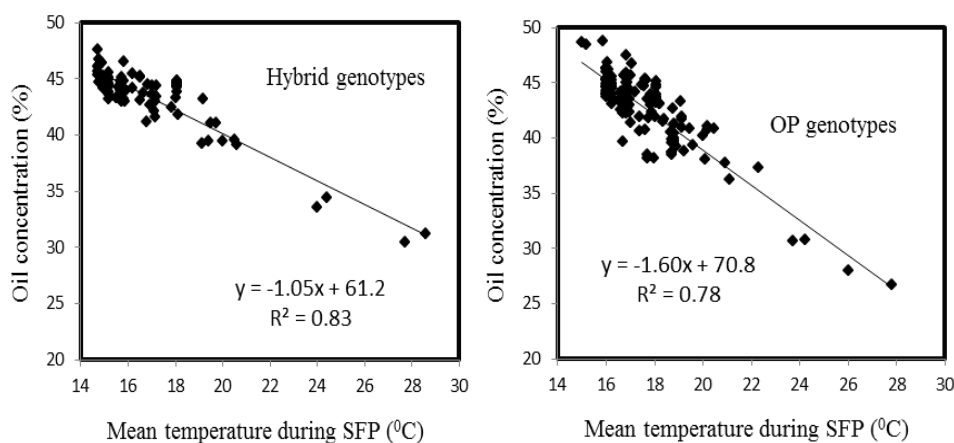 50
45
40
35
30
25
20
Oil concentration (%)
Hybrid genotypes
y = -1.05x + 61.2
R² = 0.83
14 16 18 20 22 24 26 28 30
Mean temperature during SFP (⁰C)
50
45
40
35
30
25
20
Oil concentration (%)
OP genotypes
y = -1.60x + 70.8
R² = 0.78
14 16 18 20 22 24 26 28 30
Mean temperature during SFP (⁰C)